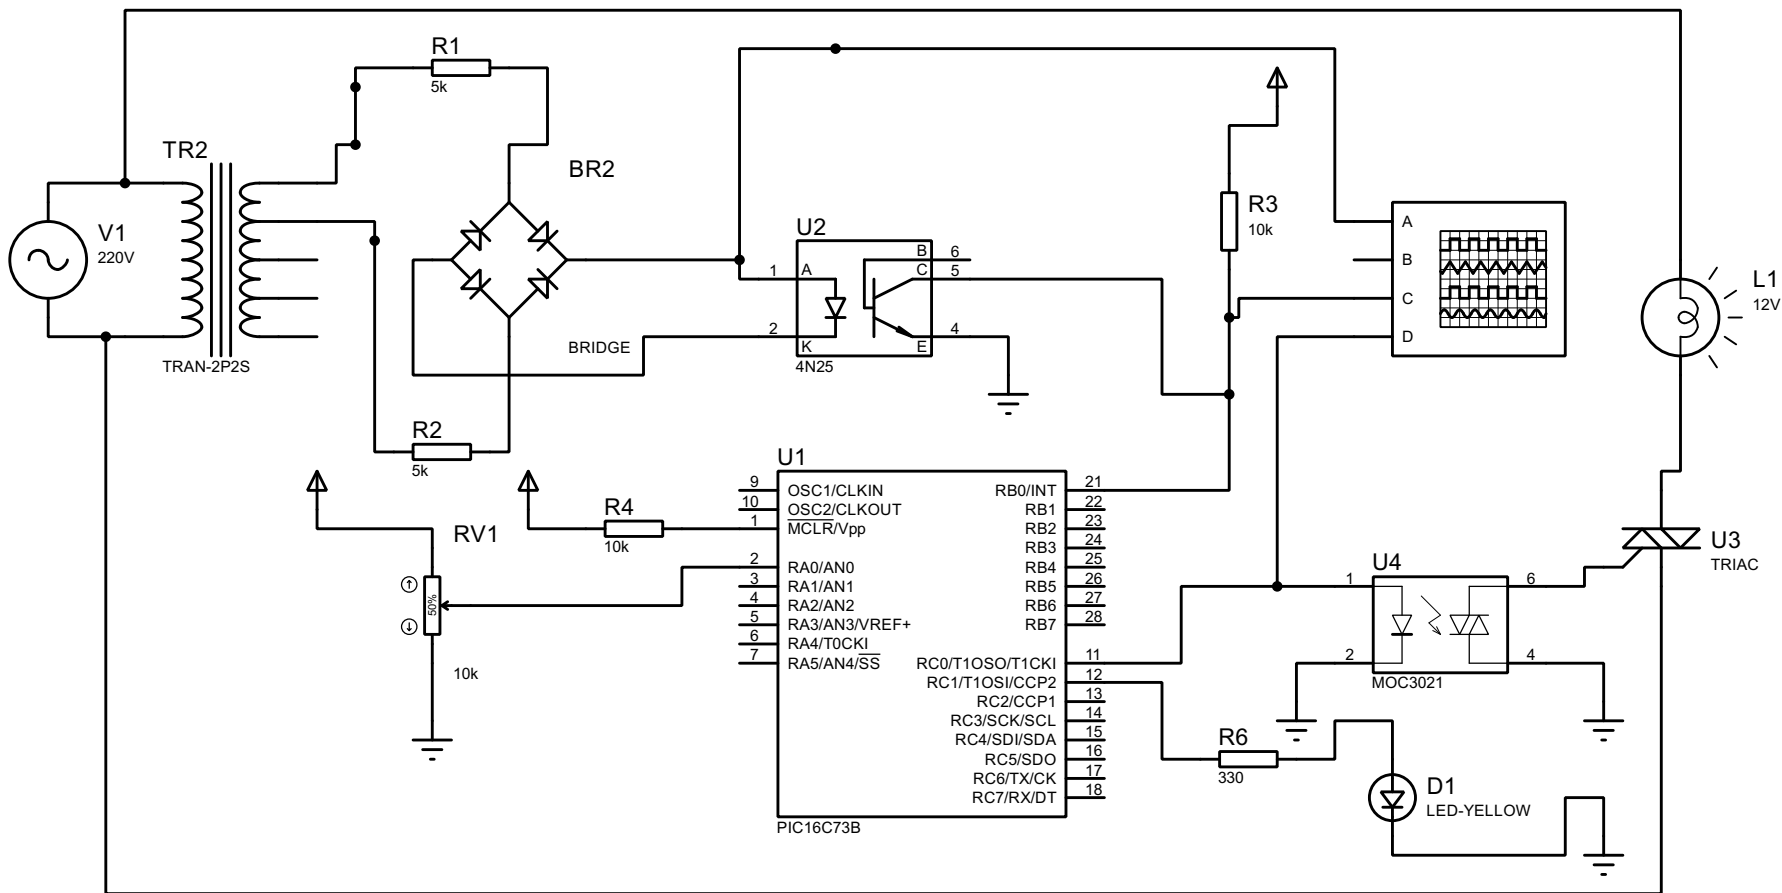 R1
5k
TR2
TRAN-2P2S
V1
220V
BR2
BRIDGE
R2
5k
U2
A
K
1
2
B
C
E
6
5
4
4N25
R3
10k
A
B
C
D
L1
12V
RV1
50%
10k
R4
10k
U1
9 OSC1/CLKIN
10 OSC2/CLKOUT
1 MCLR/Vpp
2 RA0/AN0
3 RA1/AN1
4 RA2/AN2
5 RA3/AN3/VREF+
6 RA4/T0CKI
7 RA5/AN4/SS
RB0/INT 21
RB1 22
RB2 23
RB3 24
RB4 25
RB5 26
RB6 27
RB7 28
RC0/T1OSO/T1CKI 11
RC1/T1OSI/CCP2 12
RC2/CCP1 13
RC3/SCK/SCL 14
RC4/SDI/SDA 15
RC5/SDO 16
RC6/TX/CK 17
RC7/RX/DT 18
PIC16C73B
U4
1
2
6
4
MOC3021
U3
TRIAC
R6
330
D1
LED-YELLOW